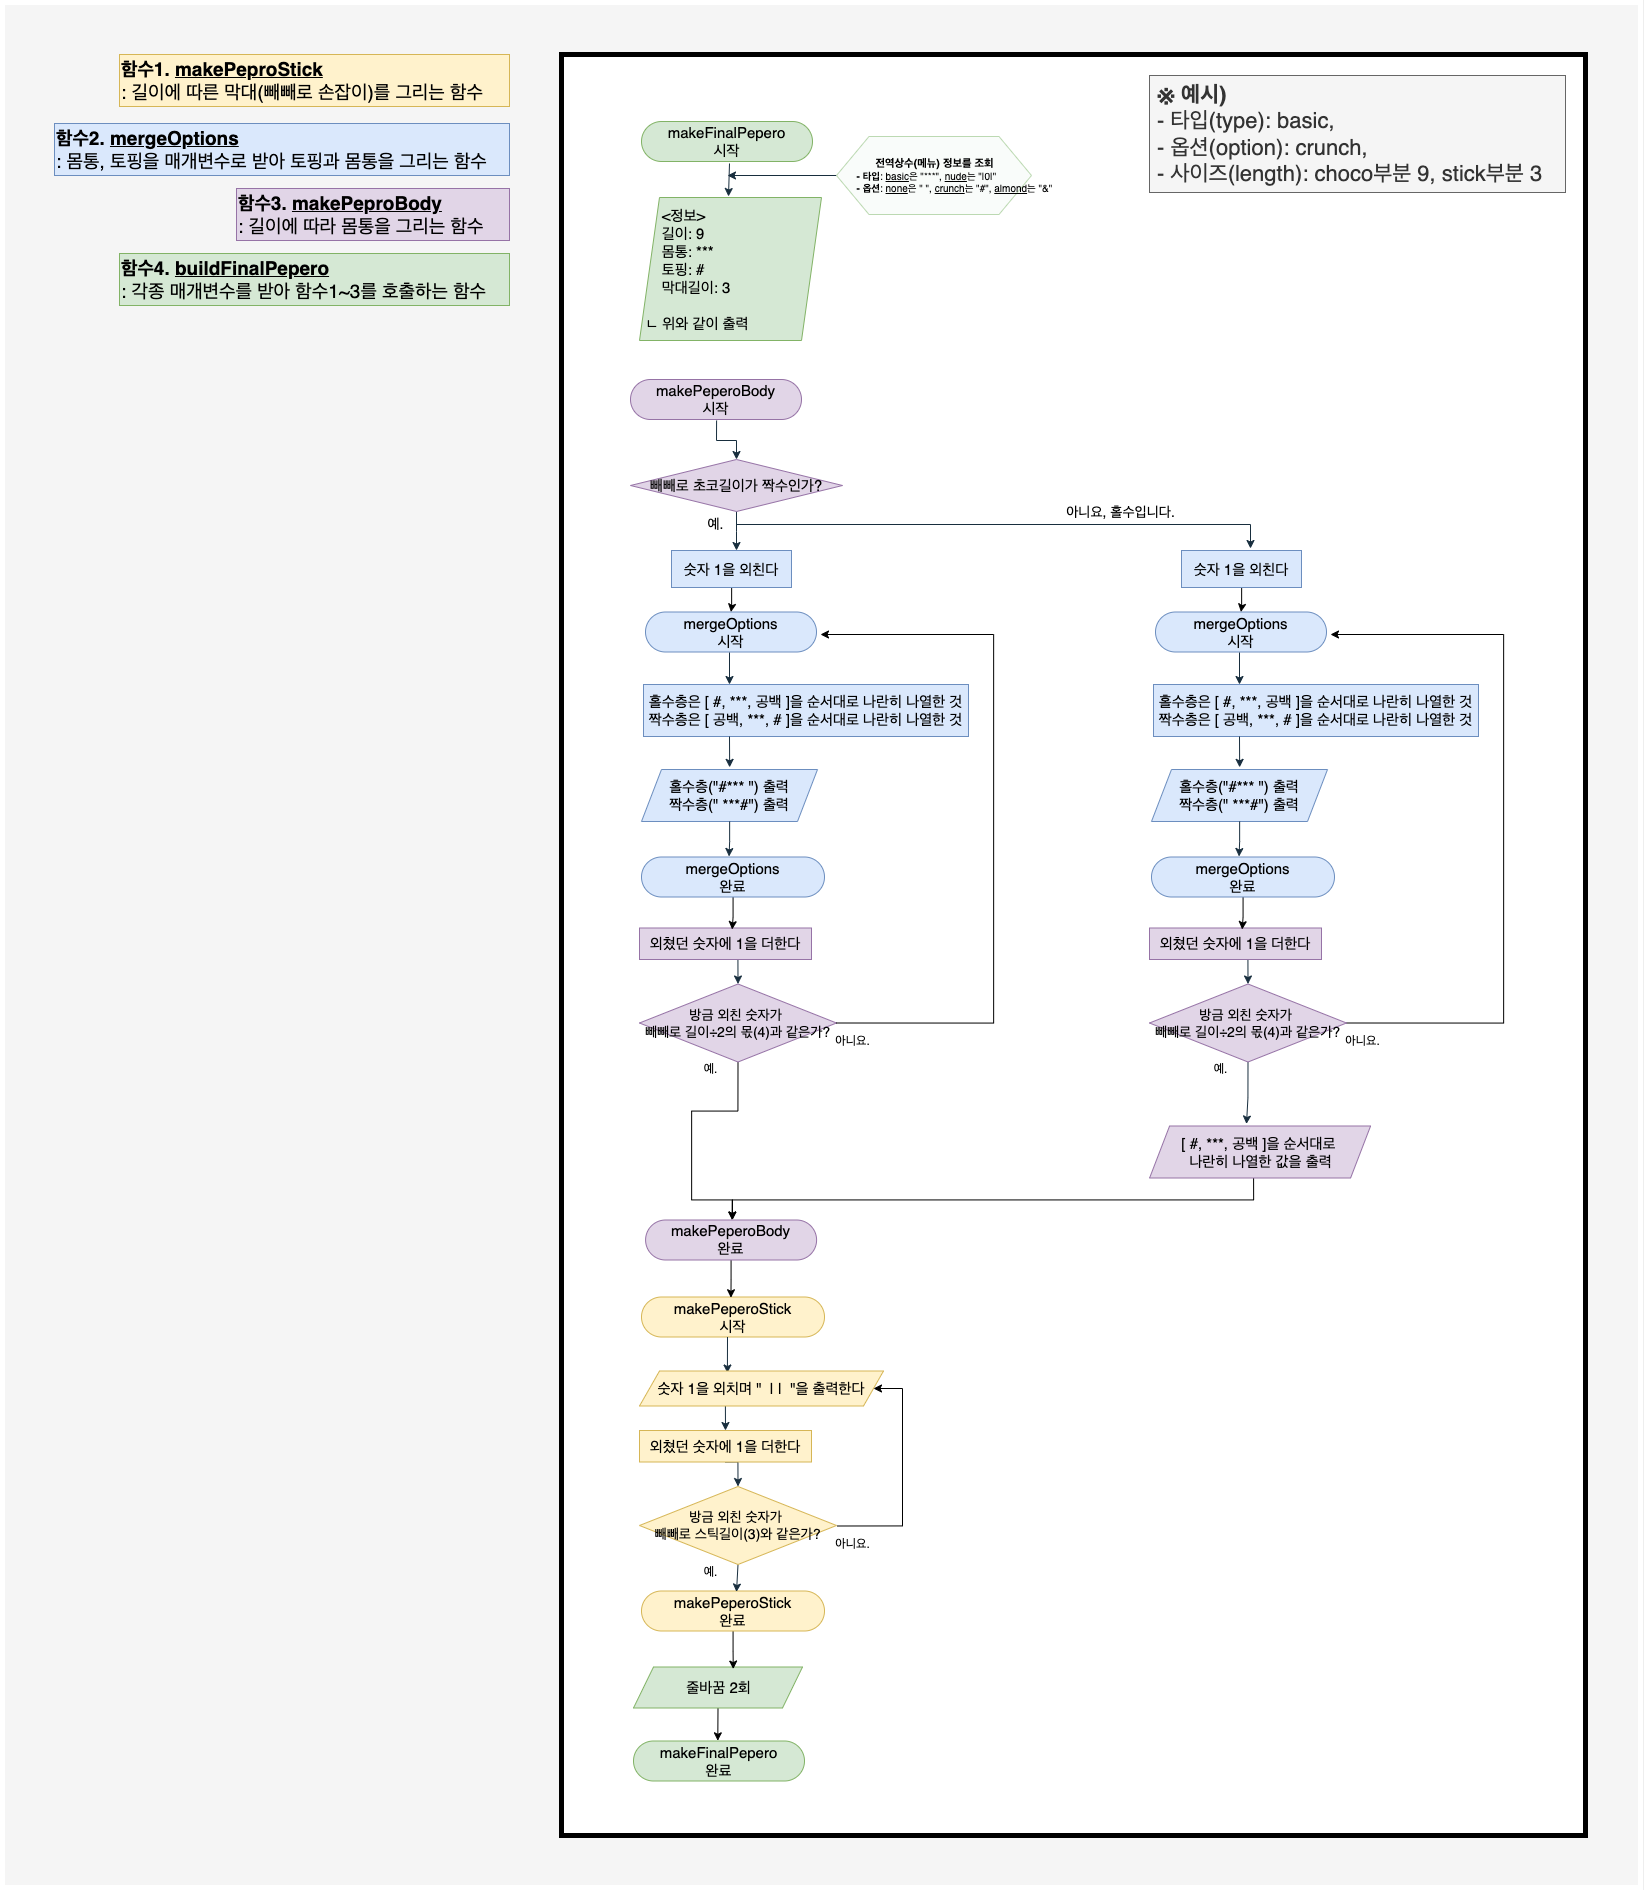 함수1. makePeproStick
: 길이에 따른 막대(빼빼로 손잡이)를 그리는 함수
함수2. mergeOptions
: 몸통, 토핑을 매개변수로 받아 토핑과 몸통을 그리는 함수
함수3. makePeproBody
: 길이에 따라 몸통을 그리는 함수
함수4. buildFinalPepero
: 각종 매개변수를 받아 함수1~3를 호출하는 함수
※ 예시)
- 타입(type): basic,
- 옵션(option): crunch,
- 사이즈(length): choco부분 9, stick부분 3
makeFinalPepero
시작
전역상수(메뉴) 정보를 조회
- 타입: basic은 "***", nude는 "|0|"
- 옵션: none은 " ", crunch는 "#", almond는 "&"
<정보>
길이: 9
몸통: ***
토핑: #
막대길이: 3
ㄴ 위와 같이 출력
makePeperoBody
시작
빼빼로 초코길이가 짝수인가?
예.
아니요, 홀수입니다.
숫자 1을 외친다
mergeOptions
시작
홀수층은 [ #, ***, 공백 ]을 순서대로 나란히 나열한 것
짝수층은 [ 공백, ***, # ]을 순서대로 나란히 나열한 것
홀수층("#*** ") 출력
짝수층(" ***#") 출력
mergeOptions
완료
외쳤던 숫자에 1을 더한다
방금 외친 숫자가
빼빼로 길이÷2의 몫(4)과 같은가?
아니요.
예.
숫자 1을 외친다
mergeOptions
시작
홀수층은 [ #, ***, 공백 ]을 순서대로 나란히 나열한 것
짝수층은 [ 공백, ***, # ]을 순서대로 나란히 나열한 것
홀수층("#*** ") 출력
짝수층(" ***#") 출력
mergeOptions
완료
외쳤던 숫자에 1을 더한다
방금 외친 숫자가
빼빼로 길이÷2의 몫(4)과 같은가?
아니요.
예.
[ #, ***, 공백 ]을 순서대로
나란히 나열한 값을 출력
makePeperoBody
완료
makePeperoStick
시작
숫자 1을 외치며 " || "을 출력한다
외쳤던 숫자에 1을 더한다
방금 외친 숫자가
빼빼로 스틱길이(3)와 같은가?
아니요.
예.
makePeperoStick
완료
줄바꿈 2회
makeFinalPepero
완료